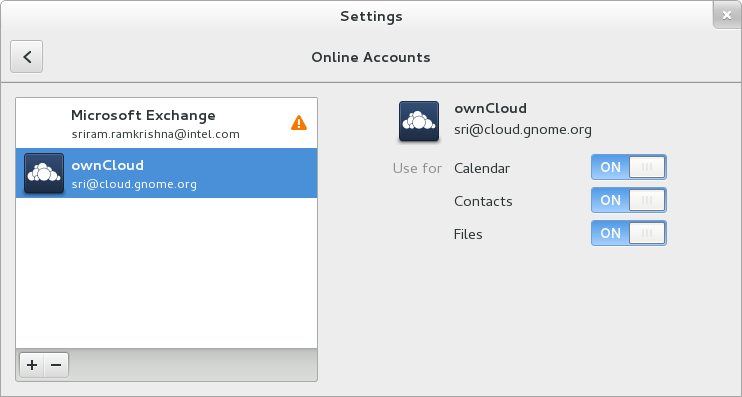 Settings
Online Accounts
Microsoft Exchange
sriram.ramkrishna@intel.com
ownCloud
sri@cloud.gnome.org
ownCloud
sri@cloud.gnome.org
Use for Calendar ON
Contacts ON
Files ON